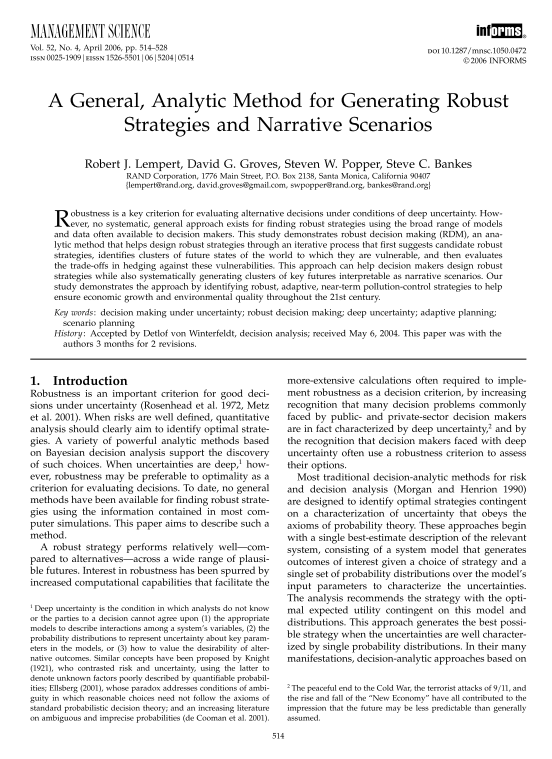 MANAGEMENT SCIENCE
Vol. 52, No. 4, April 2006, pp. 514–528
ISSN 0025-1909 | EISSN 1526-5501 | 06 | 5204 | 0514
informs®
DOI 10.1287/mnsc.1050.0472
© 2006 INFORMS
A General, Analytic Method for Generating Robust
Strategies and Narrative Scenarios
Robert J. Lempert, David G. Groves, Steven W. Popper, Steve C. Bankes
RAND Corporation, 1776 Main Street, P.O. Box 2138, Santa Monica, California 90407
{lempert@rand.org, david.groves@gmail.com, swpopper@rand.org, bankes@rand.org}
Robustness is a key criterion for evaluating alternative decisions under conditions of deep uncertainty. How-
ever, no systematic, general approach exists for finding robust strategies using the broad range of models
and data often available to decision makers. This study demonstrates robust decision making (RDM), an ana-
lytic method that helps design robust strategies through an iterative process that first suggests candidate robust
strategies, identifies clusters of future states of the world to which they are vulnerable, and then evaluates
the trade-offs in hedging against these vulnerabilities. This approach can help decision makers design robust
strategies while also systematically generating clusters of key futures interpretable as narrative scenarios. Our
study demonstrates the approach by identifying robust, adaptive, near-term pollution-control strategies to help
ensure economic growth and environmental quality throughout the 21st century.
Key words: decision making under uncertainty; robust decision making; deep uncertainty; adaptive planning;
scenario planning
History: Accepted by Detlof von Winterfeldt, decision analysis; received May 6, 2004. This paper was with the
authors 3 months for 2 revisions.
1. Introduction
Robustness is an important criterion for good deci-
sions under uncertainty (Rosenhead et al. 1972, Metz
et al. 2001). When risks are well defined, quantitative
analysis should clearly aim to identify optimal strate-
gies. A variety of powerful analytic methods based
on Bayesian decision analysis support the discovery
of such choices. When uncertainties are deep,1 how-
ever, robustness may be preferable to optimality as a
criterion for evaluating decisions. To date, no general
methods have been available for finding robust strate-
gies using the information contained in most com-
puter simulations. This paper aims to describe such a
method.
A robust strategy performs relatively well—com-
pared to alternatives—across a wide range of plausi-
ble futures. Interest in robustness has been spurred by
increased computational capabilities that facilitate the
1 Deep uncertainty is the condition in which analysts do not know
or the parties to a decision cannot agree upon (1) the appropriate
models to describe interactions among a system's variables, (2) the
probability distributions to represent uncertainty about key param-
eters in the models, or (3) how to value the desirability of alter-
native outcomes. Similar concepts have been proposed by Knight
(1921), who contrasted risk and uncertainty, using the latter to
denote unknown factors poorly described by quantifiable probabil-
ities; Ellsberg (2001), whose paradox addresses conditions of ambi-
guity in which reasonable choices need not follow the axioms of
standard probabilistic decision theory; and an increasing literature
on ambiguous and imprecise probabilities (de Cooman et al. 2001).
more-extensive calculations often required to imple-
ment robustness as a decision criterion, by increasing
recognition that many decision problems commonly
faced by public- and private-sector decision makers
are in fact characterized by deep uncertainty,2 and by
the recognition that decision makers faced with deep
uncertainty often use a robustness criterion to assess
their options.
Most traditional decision-analytic methods for risk
and decision analysis (Morgan and Henrion 1990)
are designed to identify optimal strategies contingent
on a characterization of uncertainty that obeys the
axioms of probability theory. These approaches begin
with a single best-estimate description of the relevant
system, consisting of a system model that generates
outcomes of interest given a choice of strategy and a
single set of probability distributions over the model's
input parameters to characterize the uncertainties.
The analysis recommends the strategy with the opti-
mal expected utility contingent on this model and
distributions. This approach generates the best possi-
ble strategy when the uncertainties are well character-
ized by single probability distributions. In their many
manifestations, decision-analytic approaches based on
2 The peaceful end to the Cold War, the terrorist attacks of 9/11, and
the rise and fall of the "New Economy" have all contributed to the
impression that the future may be less predictable than generally
assumed.
514